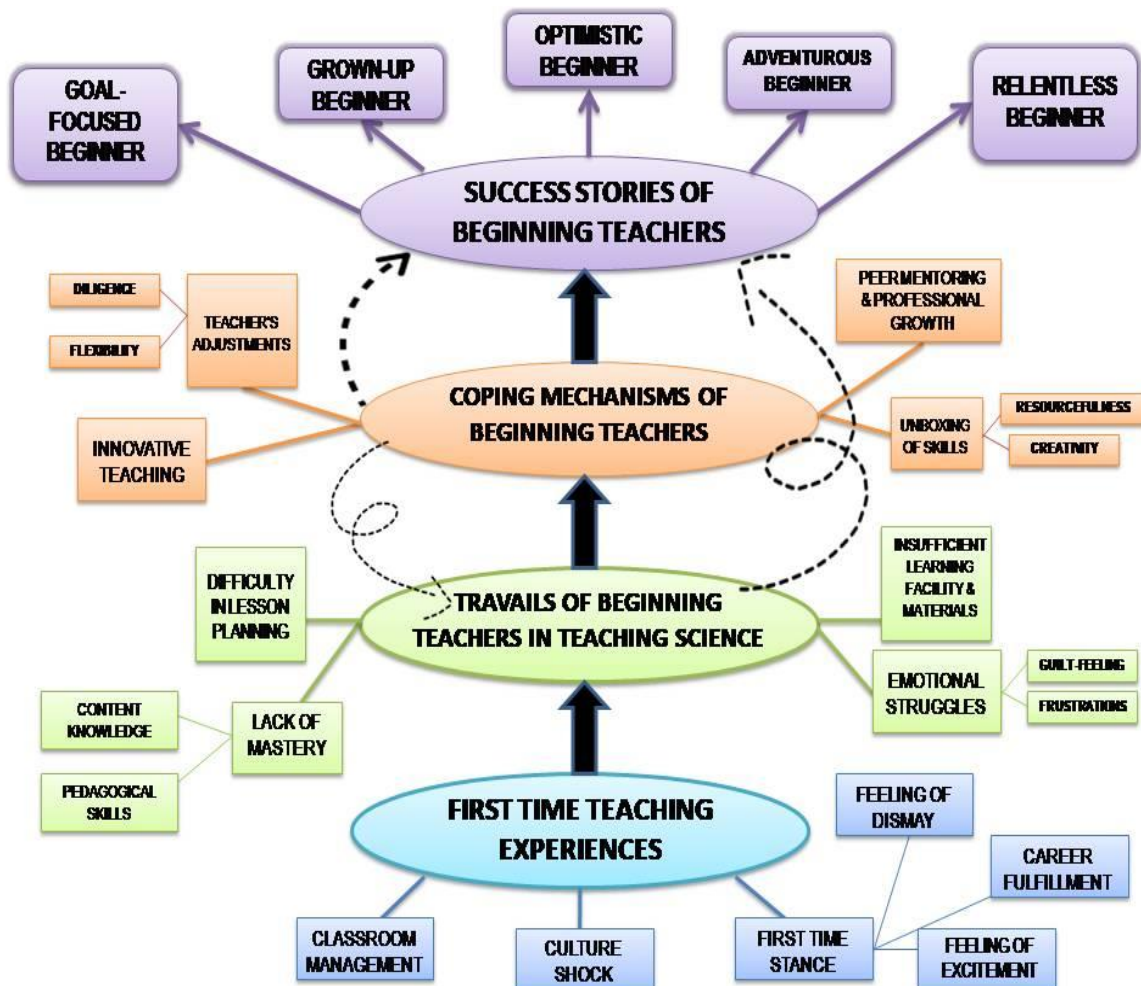 OPTIMISTIC
BEGINNER
GROWN-UP
BEGINNER
ADVENTUROUS
BEGINNER
GOAL-
FOCUSED
BEGINNER
RELENTLESS
BEGINNER
SUCCESS STORIES OF
BEGINNING TEACHERS
DILIGENCE
FLEXIBILITY
TEACHER'S
ADJUSTMENTS
PEER MENTORING
& PROFESSIONAL
GROWTH
COPING MECHANISMS OF
BEGINNING TEACHERS
INNOVATIVE
TEACHING
UNBOXING
OF SKILLS
RESOURCEFULNESS
CREATIVITY
DIFFICULTY
IN LESSON
PLANNING
INSUFFICIENT
LEARNING
FACILITY &
MATERIALS
TRAVAILS OF BEGINNING
TEACHERS IN TEACHING SCIENCE
CONTENT
KNOWLEDGE
PEDAGOGICAL
SKILLS
LACK OF
MASTERY
EMOTIONAL
STRUGGLES
GUILT-FEELING
FRUSTRATIONS
FIRST TIME TEACHING
EXPERIENCES
FEELING OF
DISMAY
CAREER
FULFILLMENT
CLASSROOM
MANAGEMENT
CULTURE
SHOCK
FIRST TIME
STANCE
FEELING OF
EXCITEMENT